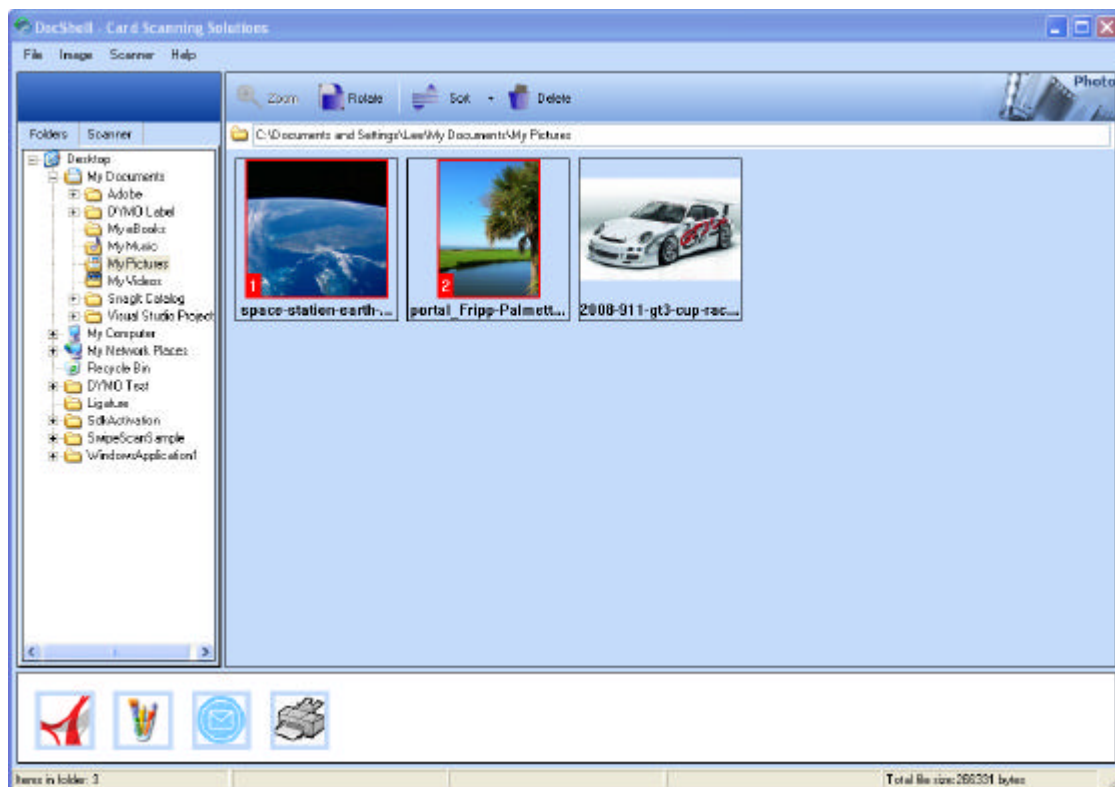 DocShell - Card Scanning Solutions
File Image Scanner Help
Zoom Rotate Sort Delete
Photo
Folders Scanner
C:\Documents and Settings\Lee\My Documents\My Pictures
Desktop
My Documents
Adobe
DYMO Label
My eBooks
My Music
My Pictures
My Videos
SnagIt Catalog
Visual Studio Project
My Computer
My Network Places
Recycle Bin
DYMO Test
Ligature
SdkActivation
SwipeScanSample
WindowsApplication1
1
2
space-station-earth-...
portal_Fripp-Palmett...
2008-911-gt3-cup-rac...
Items in folder: 3
Total file size: 266331 bytes